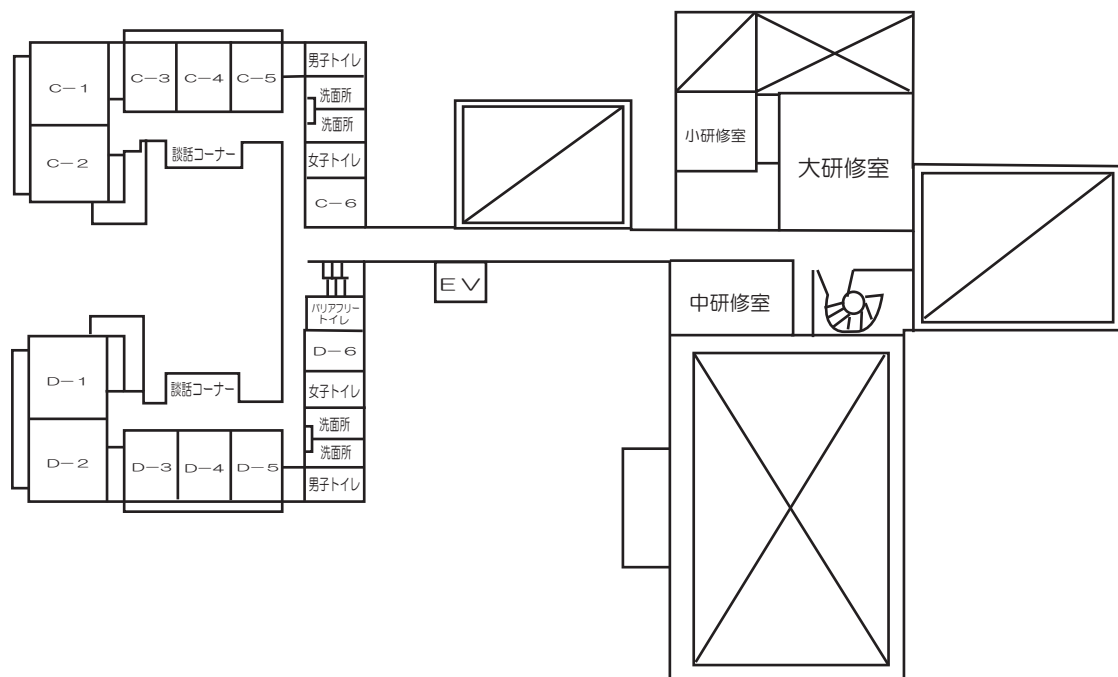 C-1
C-2
C-3
C-4
C-5
談話コーナー
男子トイレ
洗面所
洗面所
女子トイレ
C-6
小研修室
大研修室
EV
中研修室
バリアフリー
トイレ
D-6
女子トイレ
洗面所
洗面所
男子トイレ
談話コーナー
D-1
D-2
D-3
D-4
D-5